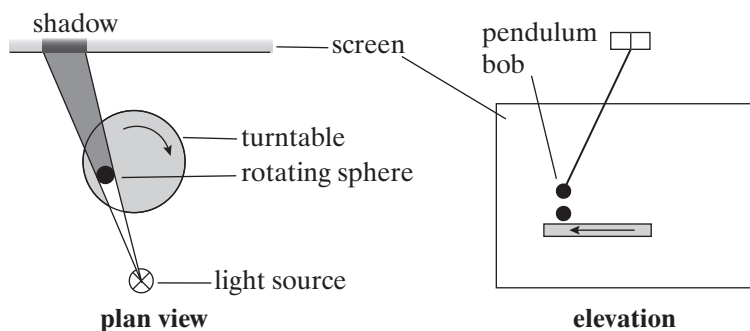 shadow
screen
turntable
rotating sphere
light source
plan view
pendulum
bob
elevation